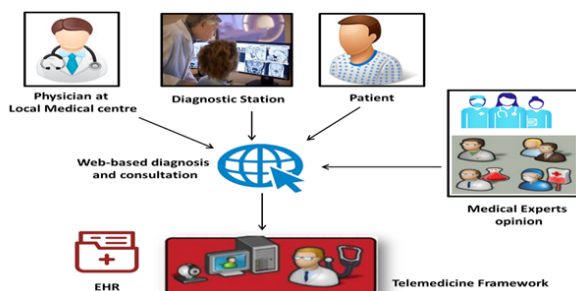 Physician at
Local Medical centre
Diagnostic Station
Patient
Web-based diagnosis
and consultation
Medical Experts
opinion
EHR
Telemedicine Framework